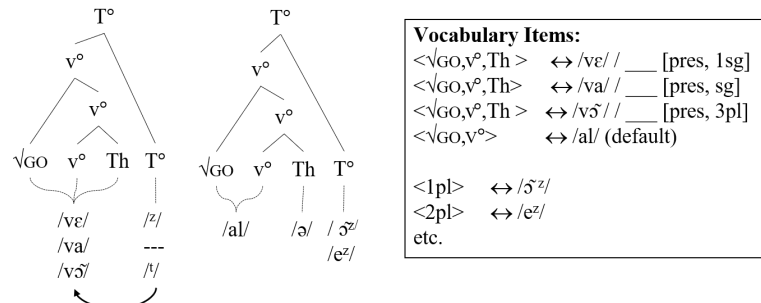 T°
v°
v°
√GO v° Th T°
/vɛ/ /ᶻ/
/va/ ---
/vɔ̃/ /ᵗ/
T°
v°
v°
√GO v° Th T°
/al/ /ə/ / ɔ̃ᶻ/
/eᶻ/
Vocabulary Items:
<√GO,v°,Th > ↔ /vɛ/ / ___ [pres, 1sg]
<√GO,v°,Th> ↔ /va/ / ___ [pres, sg]
<√GO,v°,Th > ↔ /vɔ̃/ / ___ [pres, 3pl]
<√GO,v°> ↔ /al/ (default)
<1pl> ↔ /ɔ̃ᶻ/
<2pl> ↔ /eᶻ/
etc.